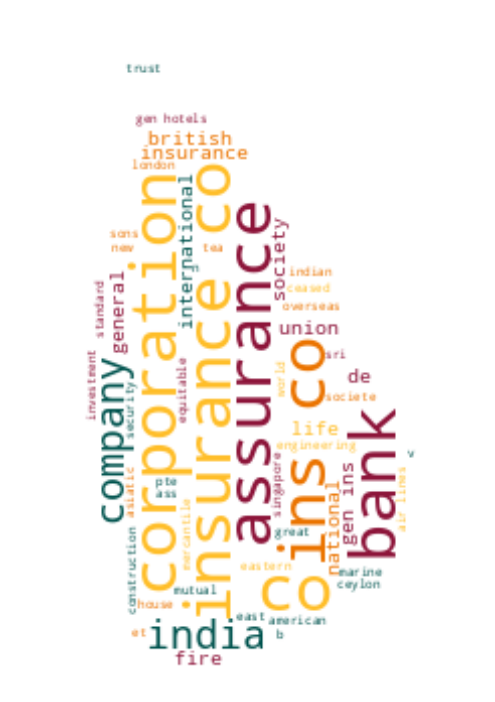 trust
gen hotels
british
insurance
london
corporation
insurance co
international
assurance
society
sons
new
tea
indian
ceased
overseas
general
standard
union
ins co
sri
de
societe
investment
company
security
equitable
world
life
engineering
bank
asiatic
pte
ass
mercantile
singapore
great
national
gen ins
air lines
v
construction
eastern
co
marine
ceylon
mutual
house
east
american
et
india
b
fire